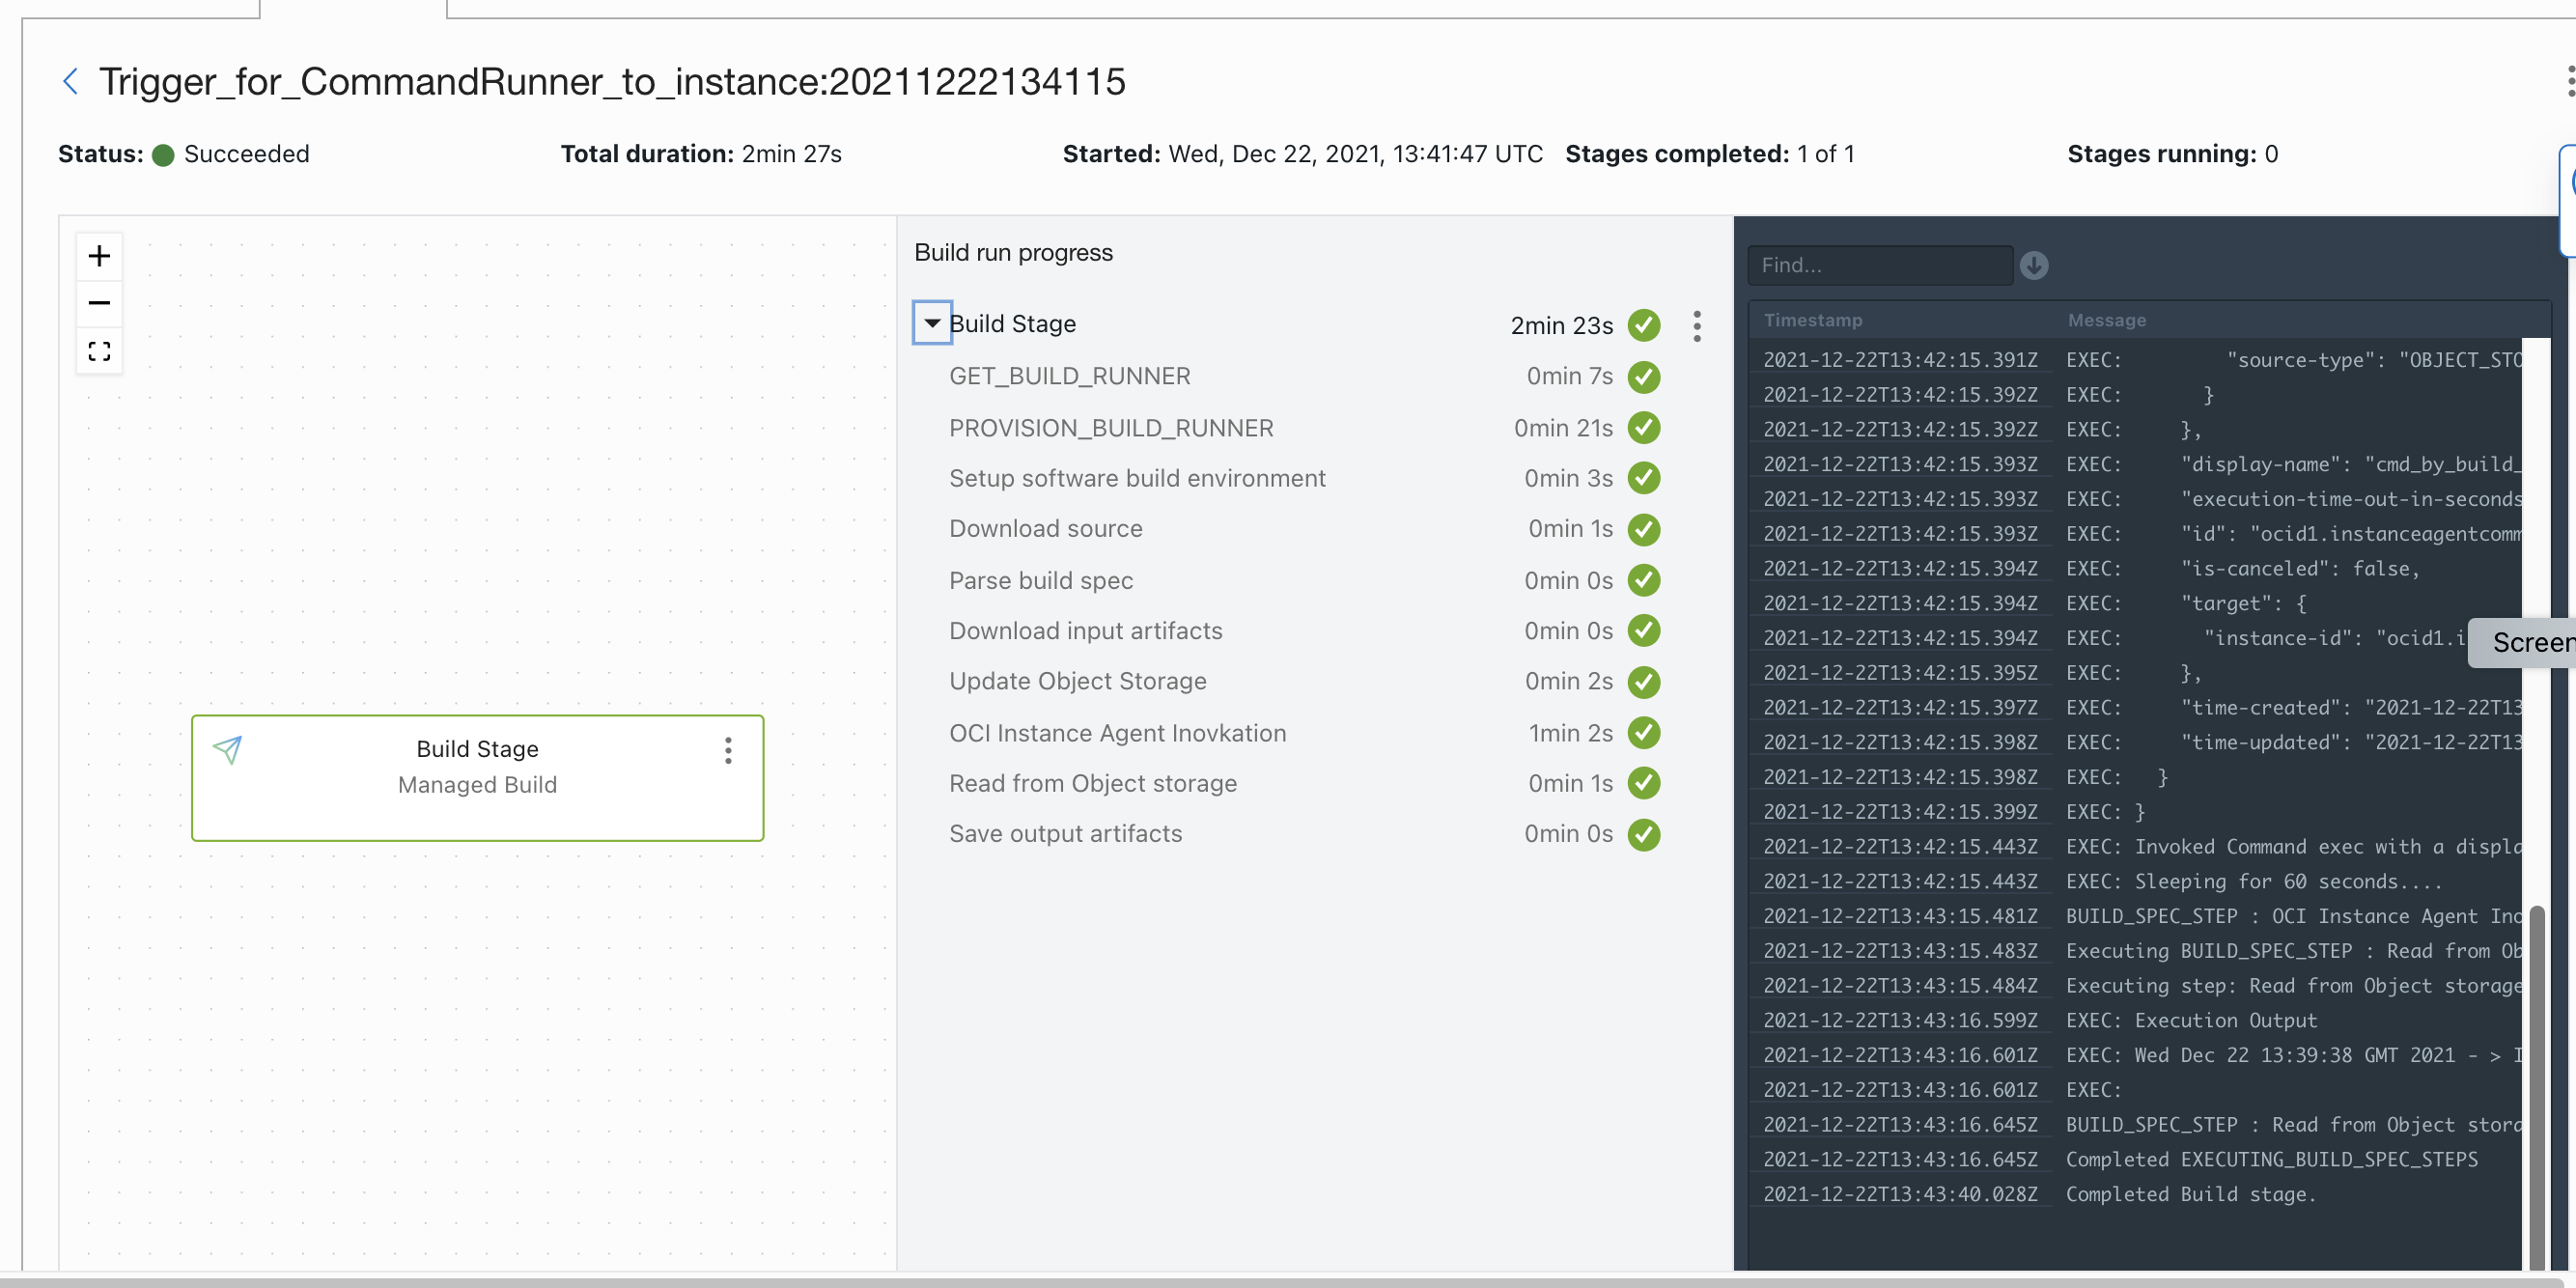 Trigger_for_CommandRunner_to_instance:20211222134115
Status: Succeeded
Total duration: 2min 27s
Started: Wed, Dec 22, 2021, 13:41:47 UTC
Stages completed: 1 of 1
Stages running: 0
Build Stage
Managed Build
Build run progress
Build Stage 2min 23s
GET_BUILD_RUNNER 0min 7s
PROVISION_BUILD_RUNNER 0min 21s
Setup software build environment 0min 3s
Download source 0min 1s
Parse build spec 0min 0s
Download input artifacts 0min 0s
Update Object Storage 0min 2s
OCI Instance Agent Inovkation 1min 2s
Read from Object storage 0min 1s
Save output artifacts 0min 0s
Find...
Timestamp Message
2021-12-22T13:42:15.391Z EXEC: "source-type": "OBJECT_STO
2021-12-22T13:42:15.392Z EXEC: }
2021-12-22T13:42:15.392Z EXEC: },
2021-12-22T13:42:15.393Z EXEC: "display-name": "cmd_by_build_
2021-12-22T13:42:15.393Z EXEC: "execution-time-out-in-seconds
2021-12-22T13:42:15.393Z EXEC: "id": "ocid1.instanceagentcomm
2021-12-22T13:42:15.394Z EXEC: "is-canceled": false,
2021-12-22T13:42:15.394Z EXEC: "target": {
2021-12-22T13:42:15.394Z EXEC: "instance-id": "ocid1.i
2021-12-22T13:42:15.395Z EXEC: },
2021-12-22T13:42:15.397Z EXEC: "time-created": "2021-12-22T13
2021-12-22T13:42:15.398Z EXEC: "time-updated": "2021-12-22T13
2021-12-22T13:42:15.398Z EXEC: }
2021-12-22T13:42:15.399Z EXEC: }
2021-12-22T13:42:15.443Z EXEC: Invoked Command exec with a displa
2021-12-22T13:42:15.443Z EXEC: Sleeping for 60 seconds....
2021-12-22T13:43:15.481Z BUILD_SPEC_STEP : OCI Instance Agent Ino
2021-12-22T13:43:15.483Z Executing BUILD_SPEC_STEP : Read from Ob
2021-12-22T13:43:15.484Z Executing step: Read from Object storage
2021-12-22T13:43:16.599Z EXEC: Execution Output
2021-12-22T13:43:16.601Z EXEC: Wed Dec 22 13:39:38 GMT 2021 - > I
2021-12-22T13:43:16.601Z EXEC:
2021-12-22T13:43:16.645Z BUILD_SPEC_STEP : Read from Object stora
2021-12-22T13:43:16.645Z Completed EXECUTING_BUILD_SPEC_STEPS
2021-12-22T13:43:40.028Z Completed Build stage.
Screen